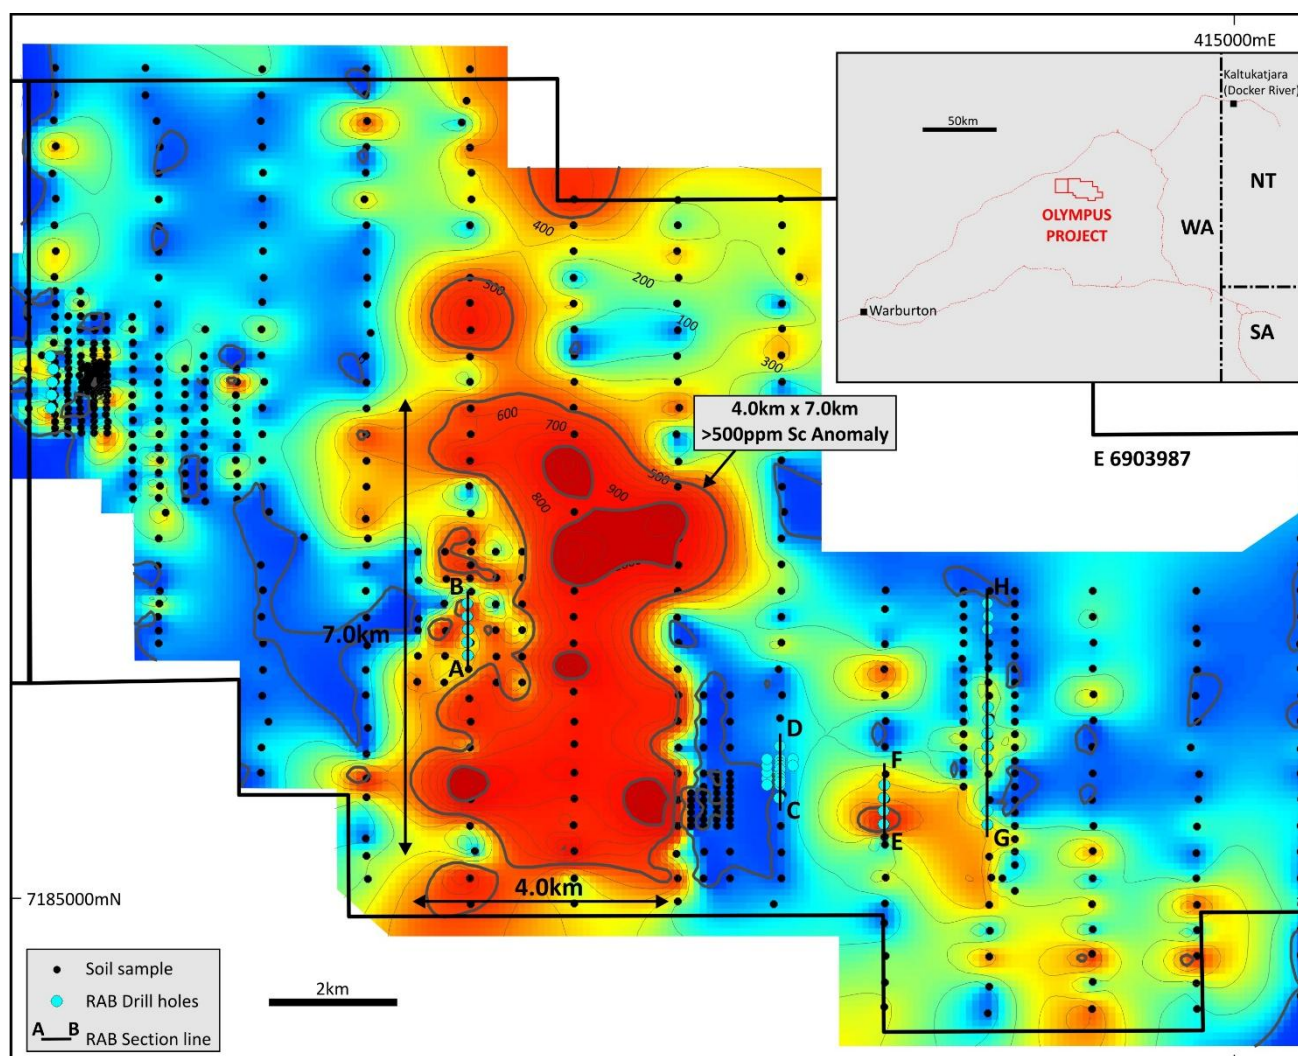 415000mE
Kaltukatjara
(Docker River)
50km
NT
OLYMPUS
PROJECT
WA
Warburton
SA
400
200
500
100
300
4.0km x 7.0km
>500ppm Sc Anomaly
600
700
500
900
800
E 6903987
B
H
7.0km
A
D
F
C
E
G
4.0km
7185000mN
Soil sample
RAB Drill holes
A B RAB Section line
2km